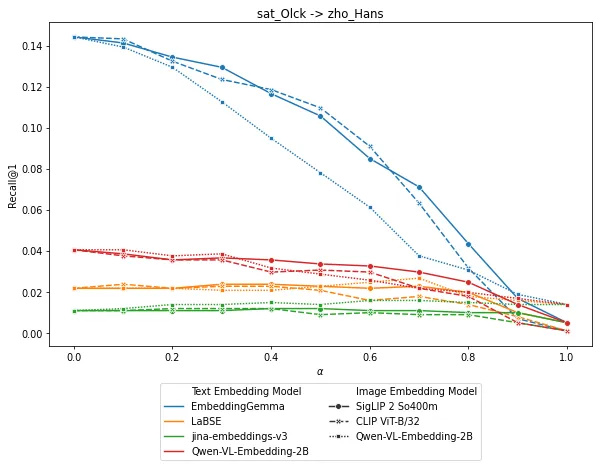 sat_Olck -> zho_Hans
0.14
0.12
0.10
0.08
0.06
0.04
0.02
0.00
Recall@1
0.0 0.2 0.4 0.6 0.8 1.0
α
Text Embedding Model
EmbeddingGemma
LaBSE
jina-embeddings-v3
Qwen-VL-Embedding-2B
Image Embedding Model
SigLIP 2 So400m
CLIP ViT-B/32
Qwen-VL-Embedding-2B